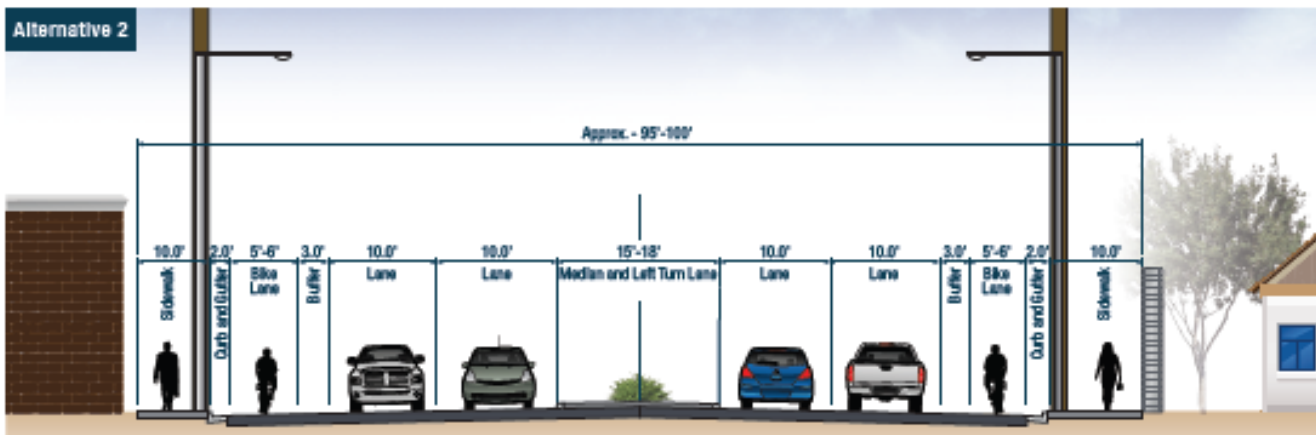 Alternative 2
Approx. - 95'-100'
10.0' 2.0' 5'-6' 3.0' 10.0' 10.0' 15'-18' 10.0' 10.0' 3.0' 5'-6' 2.0' 10.0'
Sidewalk
Curb and Gutter
Bike
Lane
Buffer
Lane
Lane
Median and Left Turn Lane
Lane
Lane
Buffer
Bike
Lane
Curb and Gutter
Sidewalk